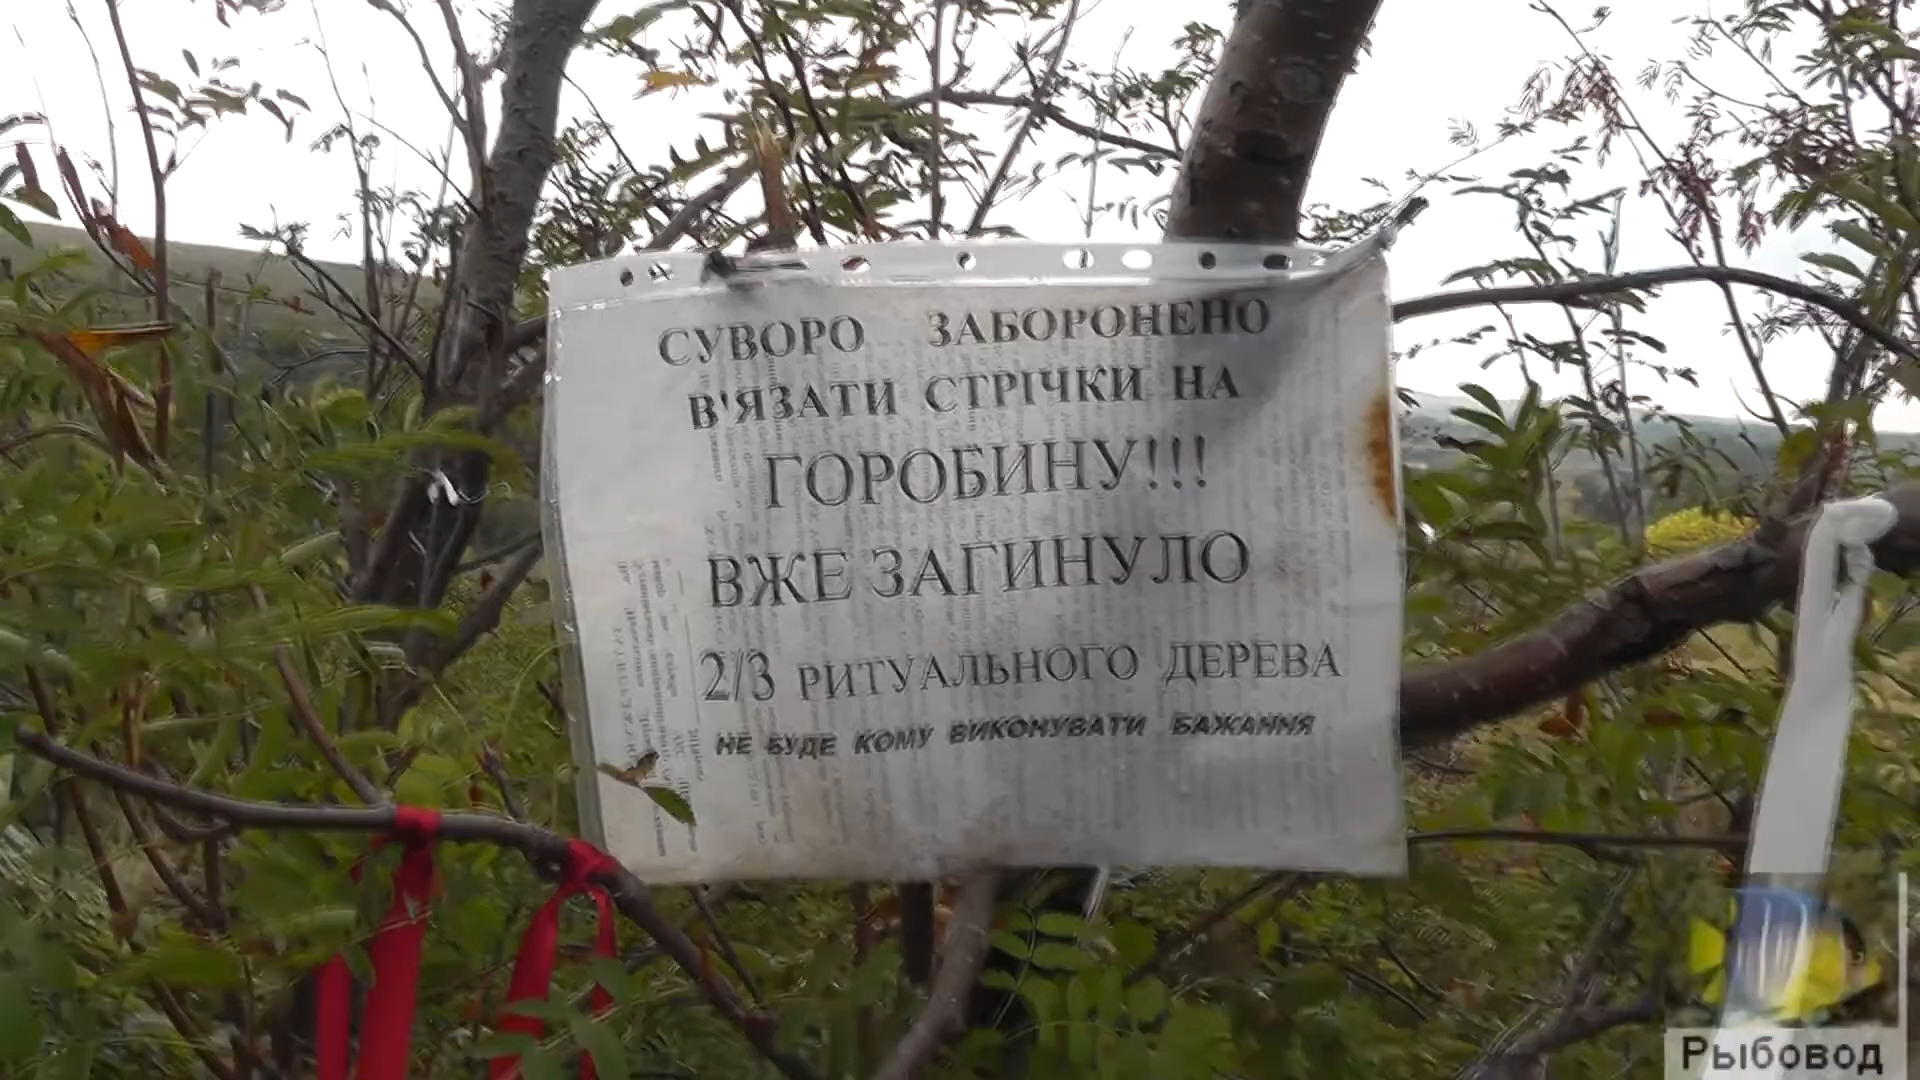 СУВОРО ЗАБОРОНЕНО
В'ЯЗАТИ СТРІЧКИ НА
ГОРОБИНУ!!!
ВЖЕ ЗАГИНУЛО
2/3 РИТУАЛЬНОГО ДЕРЕВА
НЕ БУДЕ КОМУ ВИКОНУВАТИ БАЖАННЯ
Рыбовод